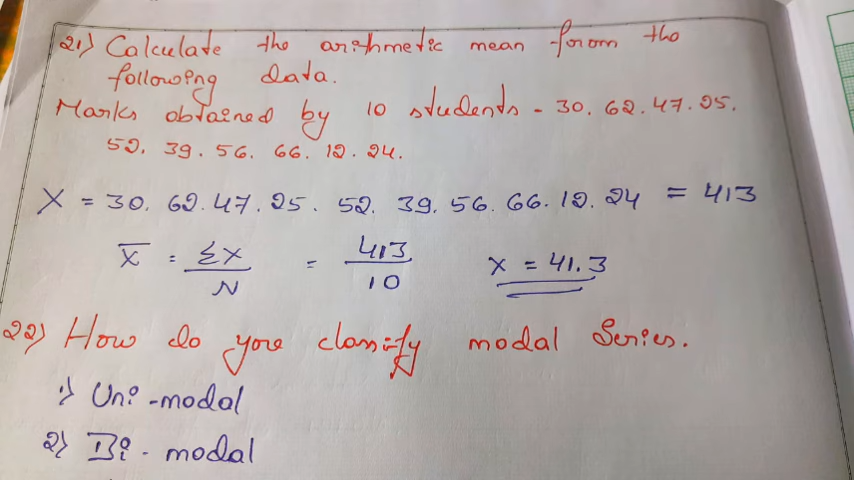 21) Calculate the arithmetic mean from the
following data.
Marks obtained by 10 students - 30. 62. 47. 25.
52. 39. 56. 66. 12. 24.
X = 30. 62. 47. 25. 52. 39. 56. 66. 12. 24 = 413
X̅ = ΣX/N = 413/10 x = 41.3
22) How do you classify modal Series.
1) Uni-modal
2) Bi-modal